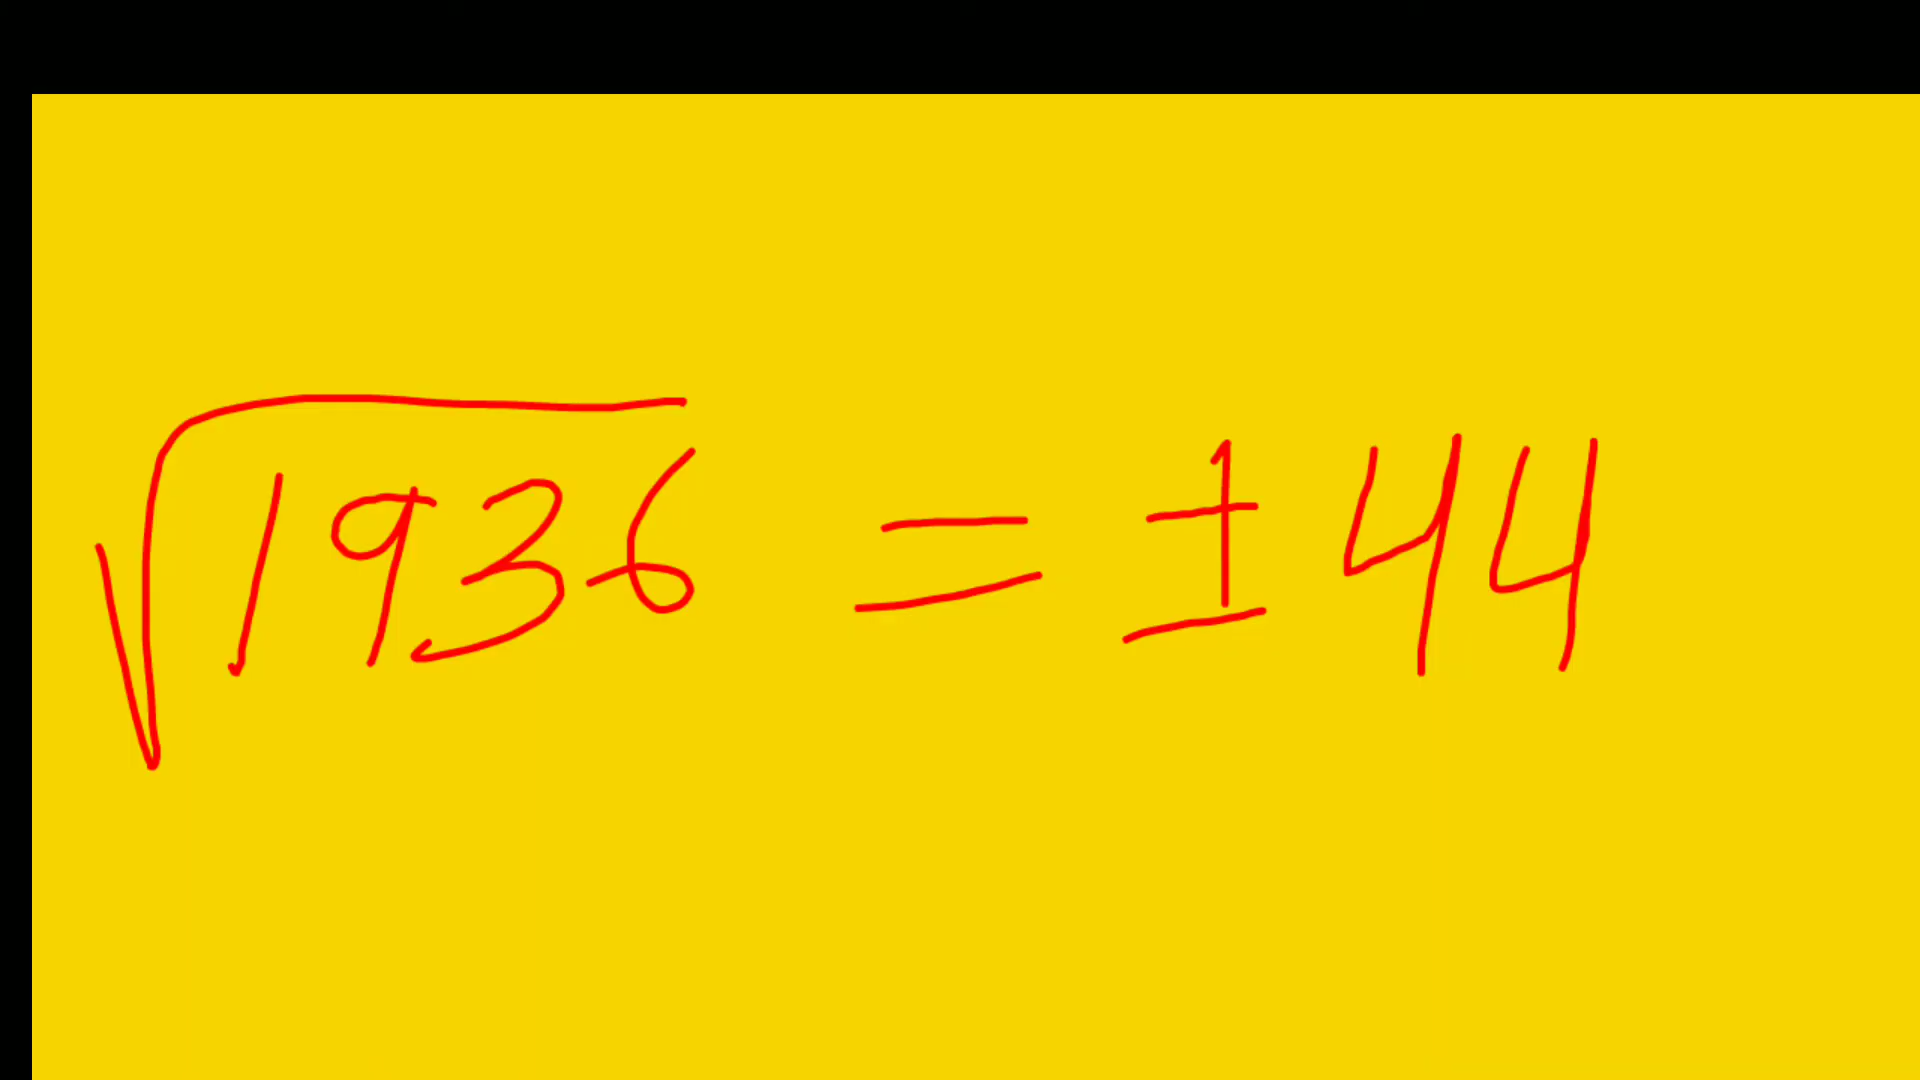 √1936 = ±44